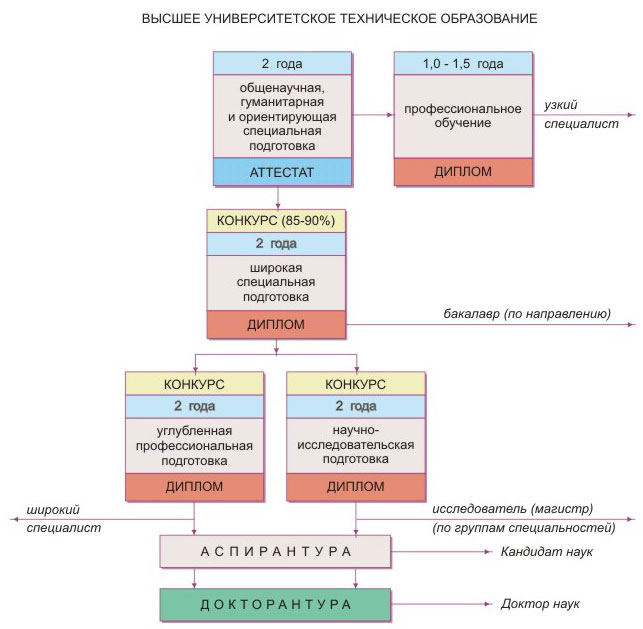 ВЫСШЕЕ УНИВЕРСИТЕТСКОЕ ТЕХНИЧЕСКОЕ ОБРАЗОВАНИЕ
2 года
общенаучная,
гуманитарная
и ориентирующая
специальная
подготовка
АТТЕСТАТ
1,0 - 1,5 года
профессиональное
обучение
ДИПЛОМ
узкий
специалист
КОНКУРС (85-90%)
2 года
широкая
специальная
подготовка
ДИПЛОМ
бакалавр (по направлению)
КОНКУРС
2 года
углубленная
профессиональная
подготовка
ДИПЛОМ
КОНКУРС
2 года
научно-
исследовательская
подготовка
ДИПЛОМ
широкий
специалист
исследователь (магистр)
(по группам специальностей)
АСПИРАНТУРА
Кандидат наук
ДОКТОРАНТУРА
Доктор наук